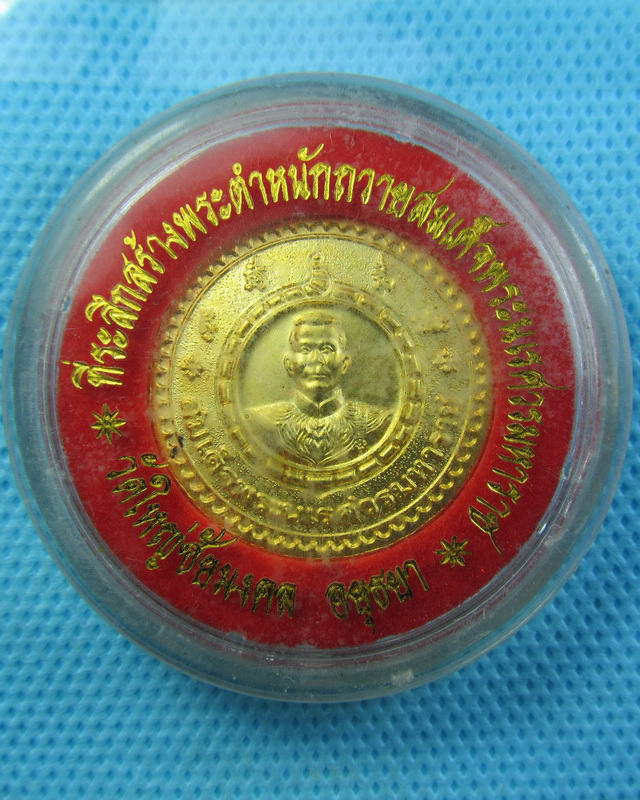 ที่ระลึกสร้างพระตำหนักถวายสมเด็จพระนเรศวรมหาราช
วัดใหญ่ชัยมงคล อยุธยา
สมเด็จพระนเรศวรมหาราช